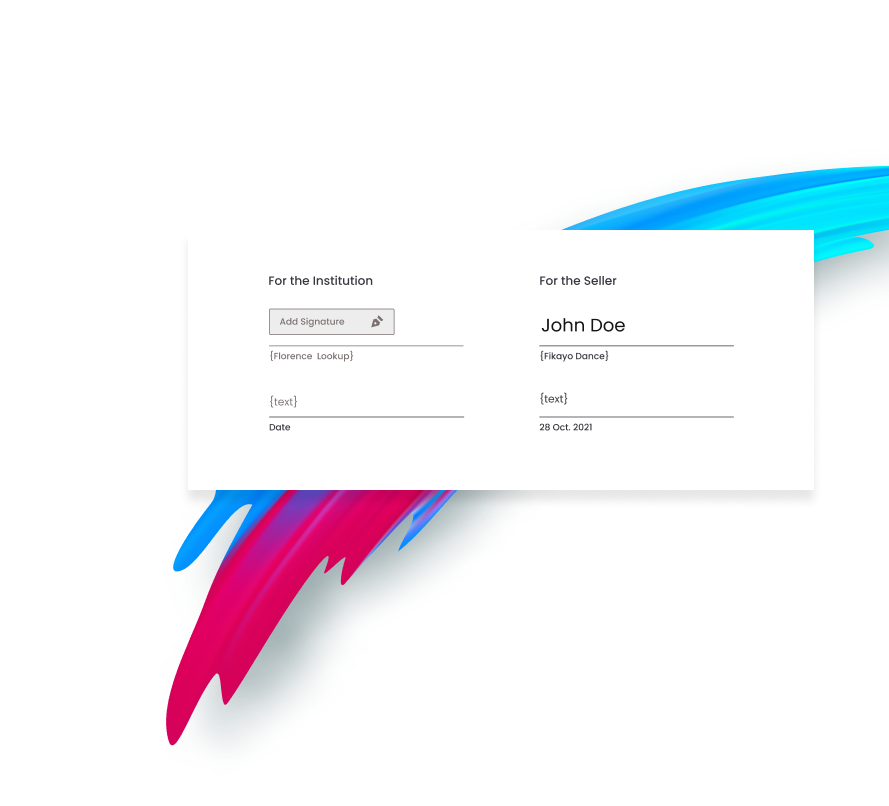 For the Institution
Add Signature
{Florence Lookup}
{text}
Date
For the Seller
John Doe
{Fikayo Dance}
{text}
28 Oct. 2021